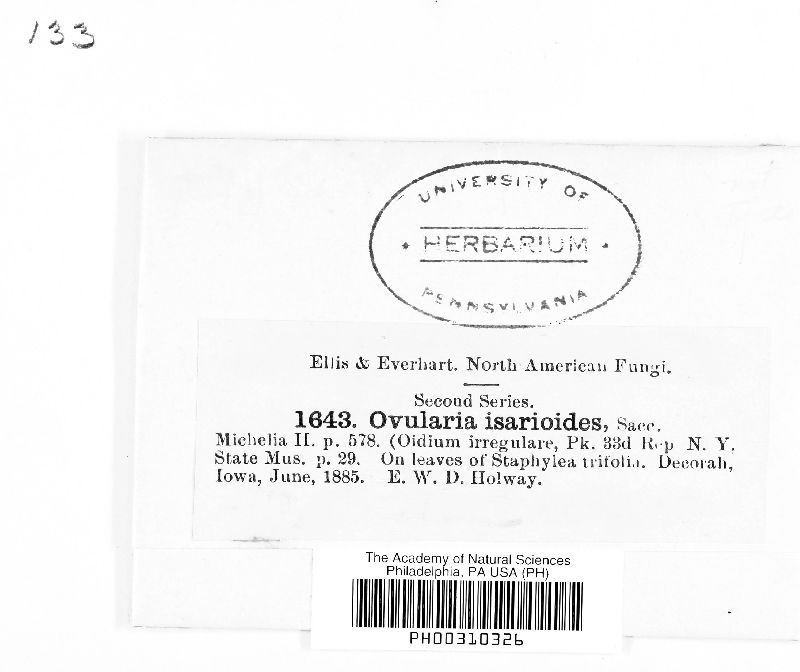 133
UNIVERSITY OF
HERBARIUM
PENNSYLVANIA
Ellis & Everhart. North American Fungi.
Second Series.
1643. Ovularia isarioides, Sacc.
Michelia II. p. 578. (Oidium irregulare, Pk. 33d Rep N. Y.
State Mus. p. 29. On leaves of Staphylea trifolia. Decorah,
Iowa, June, 1885. E. W. D. Holway.
The Academy of Natural Sciences
Philadelphia, PA USA (PH)
PH00310326